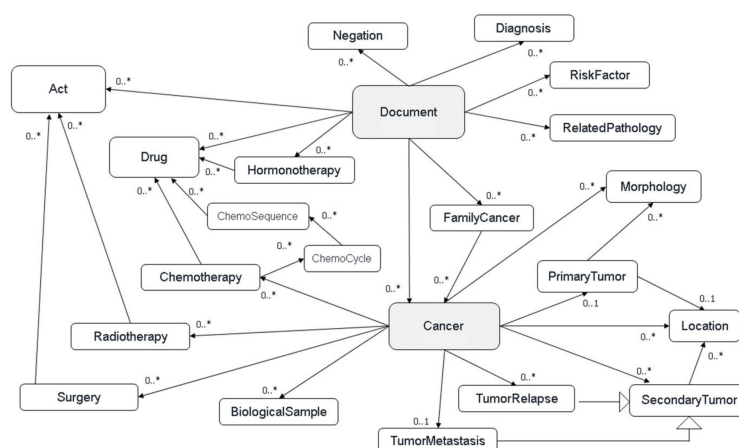 Diagnosis
Negation
0..*
0..*
Act
0..*
RiskFactor
0..*
Document
0..*
0..*
RelatedPathology
0..*
0..*
Drug
0..*
0..*
Hormonotherapy
0..*
0..*
0..*
0..*
Morphology
ChemoSequence
0..*
FamilyCancer
0..*
0..*
ChemoCycle
Chemotherapy
PrimaryTumor
0..*
0..*
0..*
0..1
0..1
Radiotherapy
0..*
Cancer
0..*
Location
0..*
0..*
0..*
0..*
0..*
Surgery
BiologicalSample
TumorRelapse
SecondaryTumor
0..1
TumorMetastasis